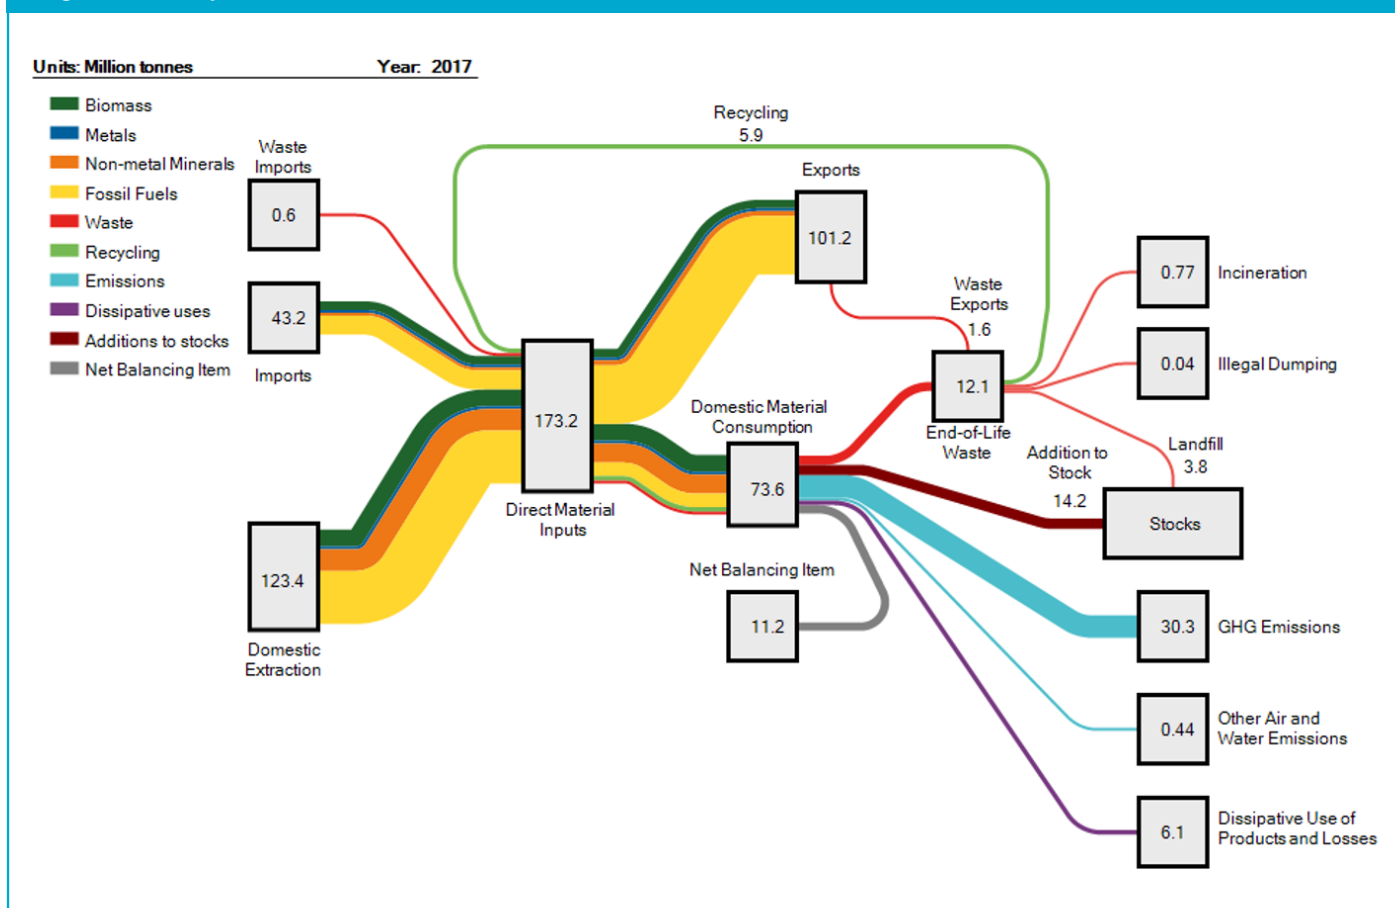 Units: Million tonnes Year: 2017
Biomass
Metals
Non-metal Minerals
Fossil Fuels
Waste
Recycling
Emissions
Dissipative uses
Additions to stocks
Net Balancing Item
Waste
Imports
0.6
43.2
Imports
123.4
Domestic
Extraction
Recycling
5.9
173.2
Direct Material
Inputs
Exports
101.2
Domestic Material
Consumption
73.6
Net Balancing Item
11.2
Waste
Exports
1.6
12.1
End-of-Life
Waste
Addition to
Stock
14.2
Landfill
3.8
Stocks
0.77
Incineration
0.04
Illegal Dumping
30.3
GHG Emissions
0.44
Other Air and
Water Emissions
6.1
Dissipative Use of
Products and Losses